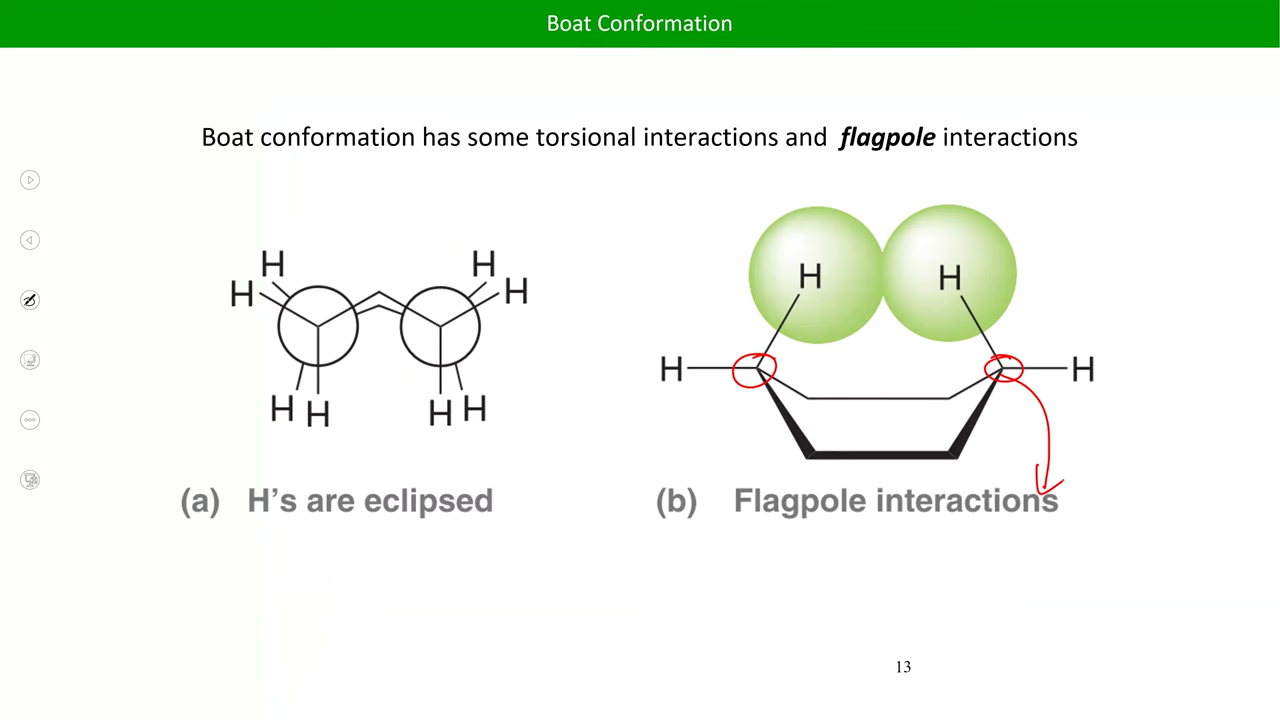 Boat Conformation
Boat conformation has some torsional interactions and flagpole interactions
H H
H H
H H H H
H H
H H
(a) H's are eclipsed
(b) Flagpole interactions
13